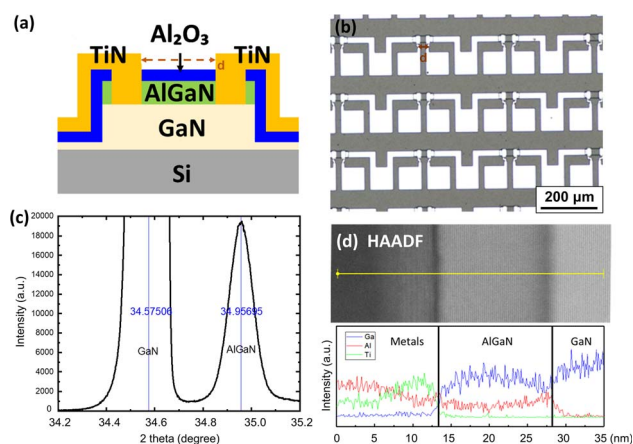 (a)
Al₂O₃
TiN
TiN
d
AlGaN
GaN
Si
(b)
d
200 µm
(c)
20000
18000
16000
14000
12000
10000
8000
6000
4000
2000
0
Intensity (a.u.)
34.57506
34.95695
GaN
AlGaN
34.2
34.4
34.6
34.8
35.0
35.2
2 theta (degree)
(d) HAADF
Intensity (a.u.)
Ga
Al
Ti
Metals
AlGaN
GaN
0
5
10
15
20
25
30
35 (nm)